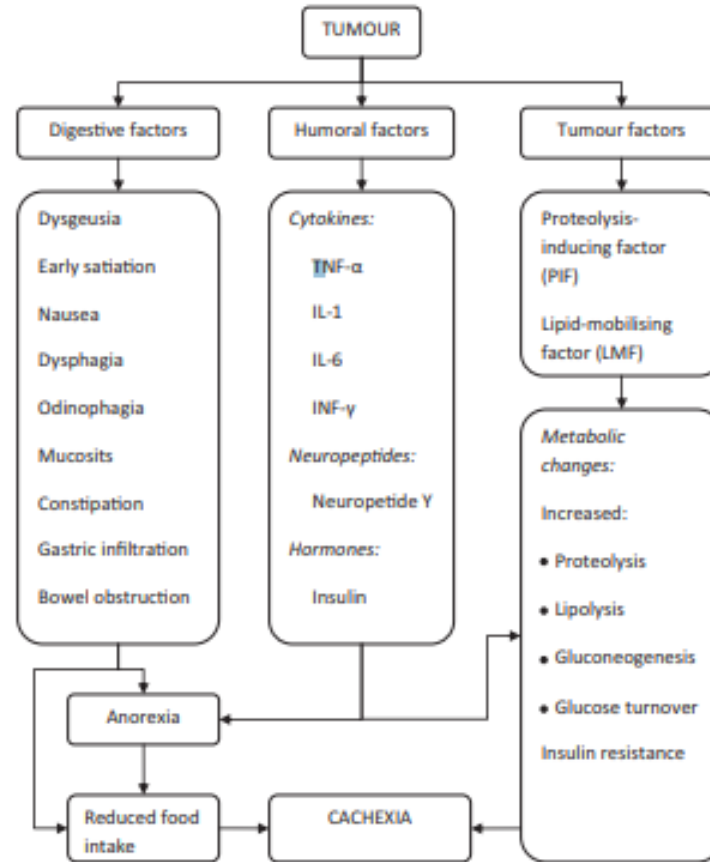 TUMOUR
Digestive factors
Humoral factors
Tumour factors
Dysgeusia
Early satiation
Nausea
Dysphagia
Odinophagia
Mucosits
Constipation
Gastric infiltration
Bowel obstruction
Cytokines:
TNF-α
IL-1
IL-6
INF-γ
Neuropeptides:
Neuropetide Y
Hormones:
Insulin
Proteolysis-
inducing factor
(PIF)
Lipid-mobilising
factor (LMF)
Metabolic
changes:
Increased:
• Proteolysis
• Lipolysis
• Gluconeogenesis
• Glucose turnover
Insulin resistance
Anorexia
Reduced food
intake
CACHEXIA